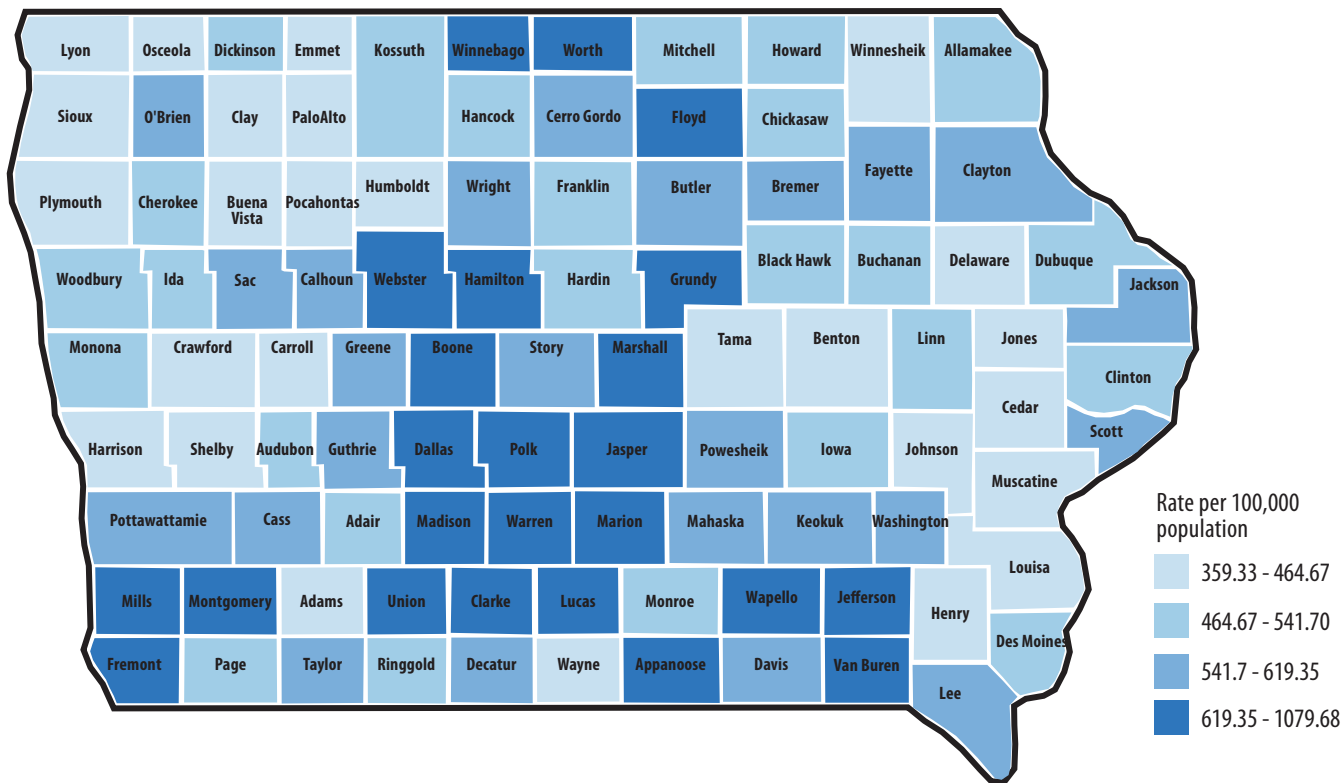 Lyon
Osceola
Dickinson
Emmet
Kossuth
Winnebago
Worth
Mitchell
Howard
Winnesheik
Allamakee
Sioux
O'Brien
Clay
PaloAlto
Hancock
Cerro Gordo
Floyd
Chickasaw
Fayette
Clayton
Plymouth
Cherokee
Buena
Vista
Pocahontas
Humboldt
Wright
Franklin
Butler
Bremer
Woodbury
Ida
Sac
Calhoun
Webster
Hamilton
Hardin
Grundy
Black Hawk
Buchanan
Delaware
Dubuque
Jackson
Monona
Crawford
Carroll
Greene
Boone
Story
Marshall
Tama
Benton
Linn
Jones
Clinton
Cedar
Scott
Harrison
Shelby
Audubon
Guthrie
Dallas
Polk
Jasper
Powesheik
Iowa
Johnson
Muscatine
Pottawattamie
Cass
Adair
Madison
Warren
Marion
Mahaska
Keokuk
Washington
Louisa
Mills
Montgomery
Adams
Union
Clarke
Lucas
Monroe
Wapello
Jefferson
Henry
Des Moines
Fremont
Page
Taylor
Ringgold
Decatur
Wayne
Appanoose
Davis
Van Buren
Lee
Rate per 100,000
population
359.33 - 464.67
464.67 - 541.70
541.7 - 619.35
619.35 - 1079.68